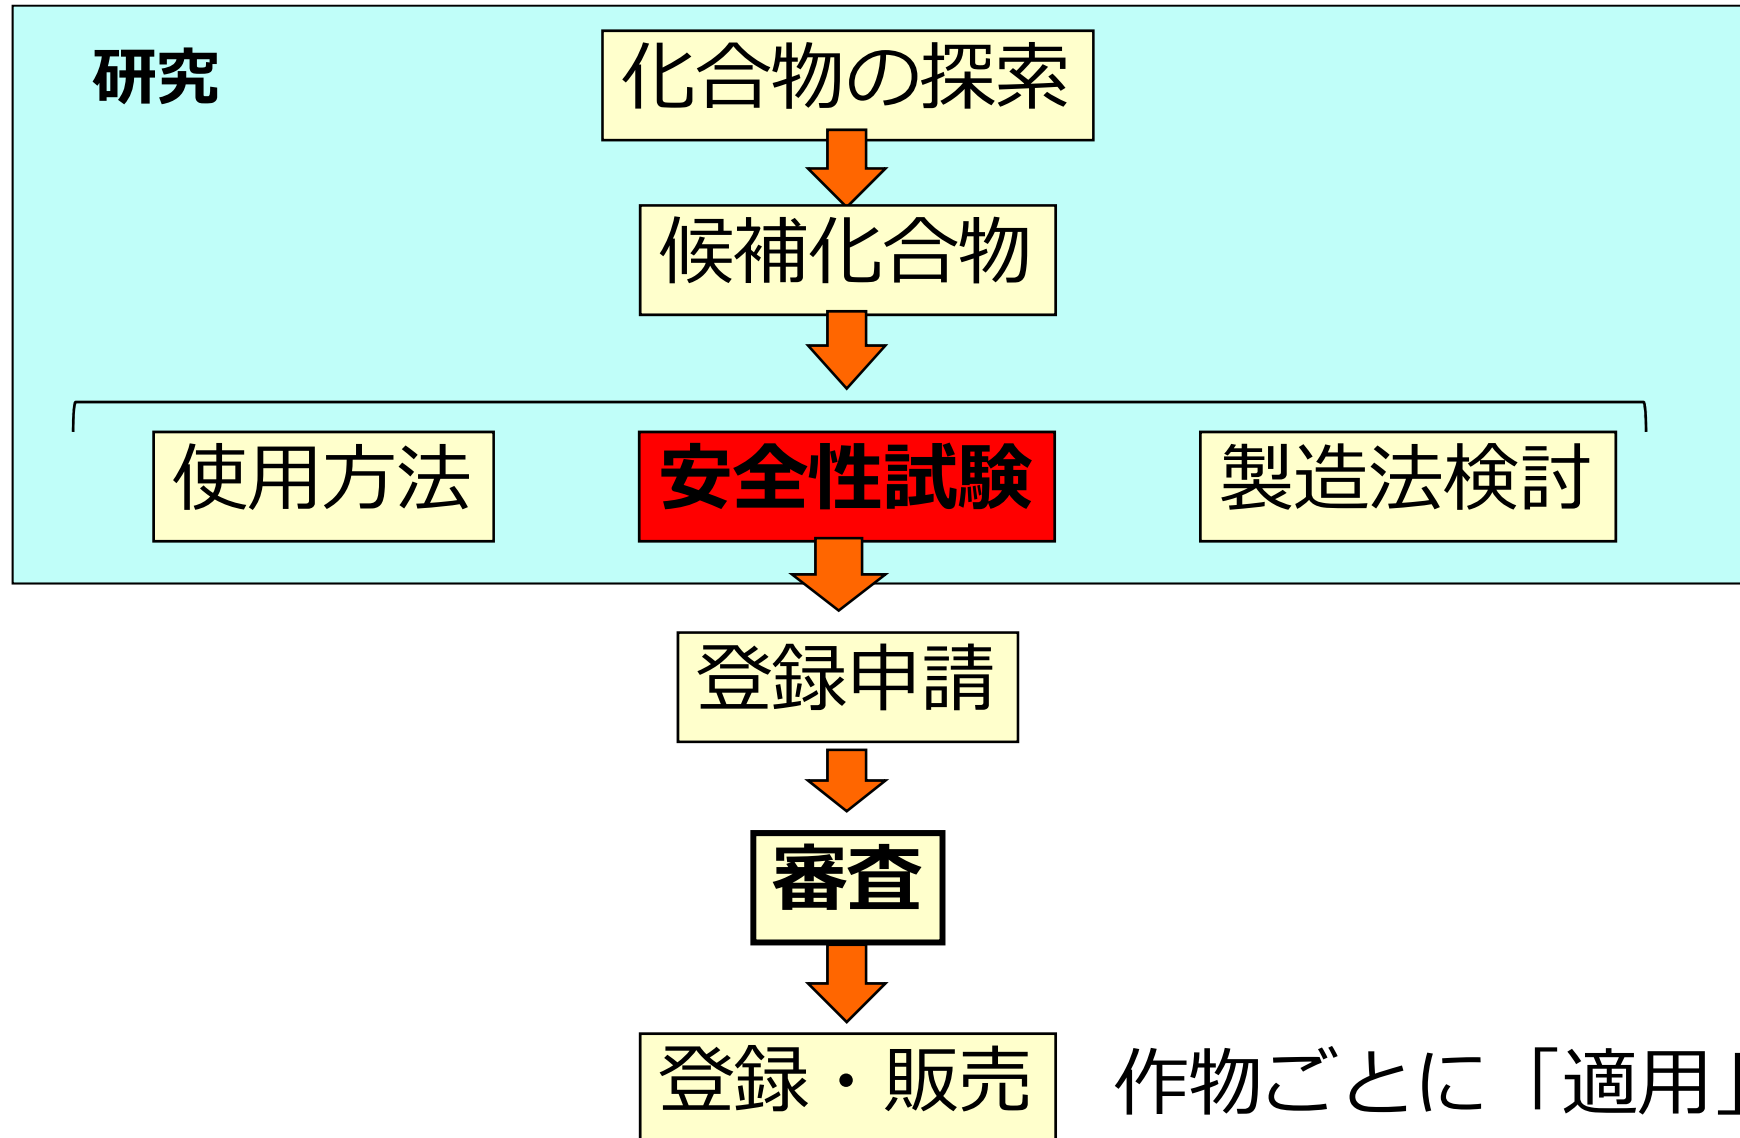 研究
化合物の探索
候補化合物
使用方法
安全性試験
製造法検討
登録申請
審査
登録・販売
作物ごとに「適用」